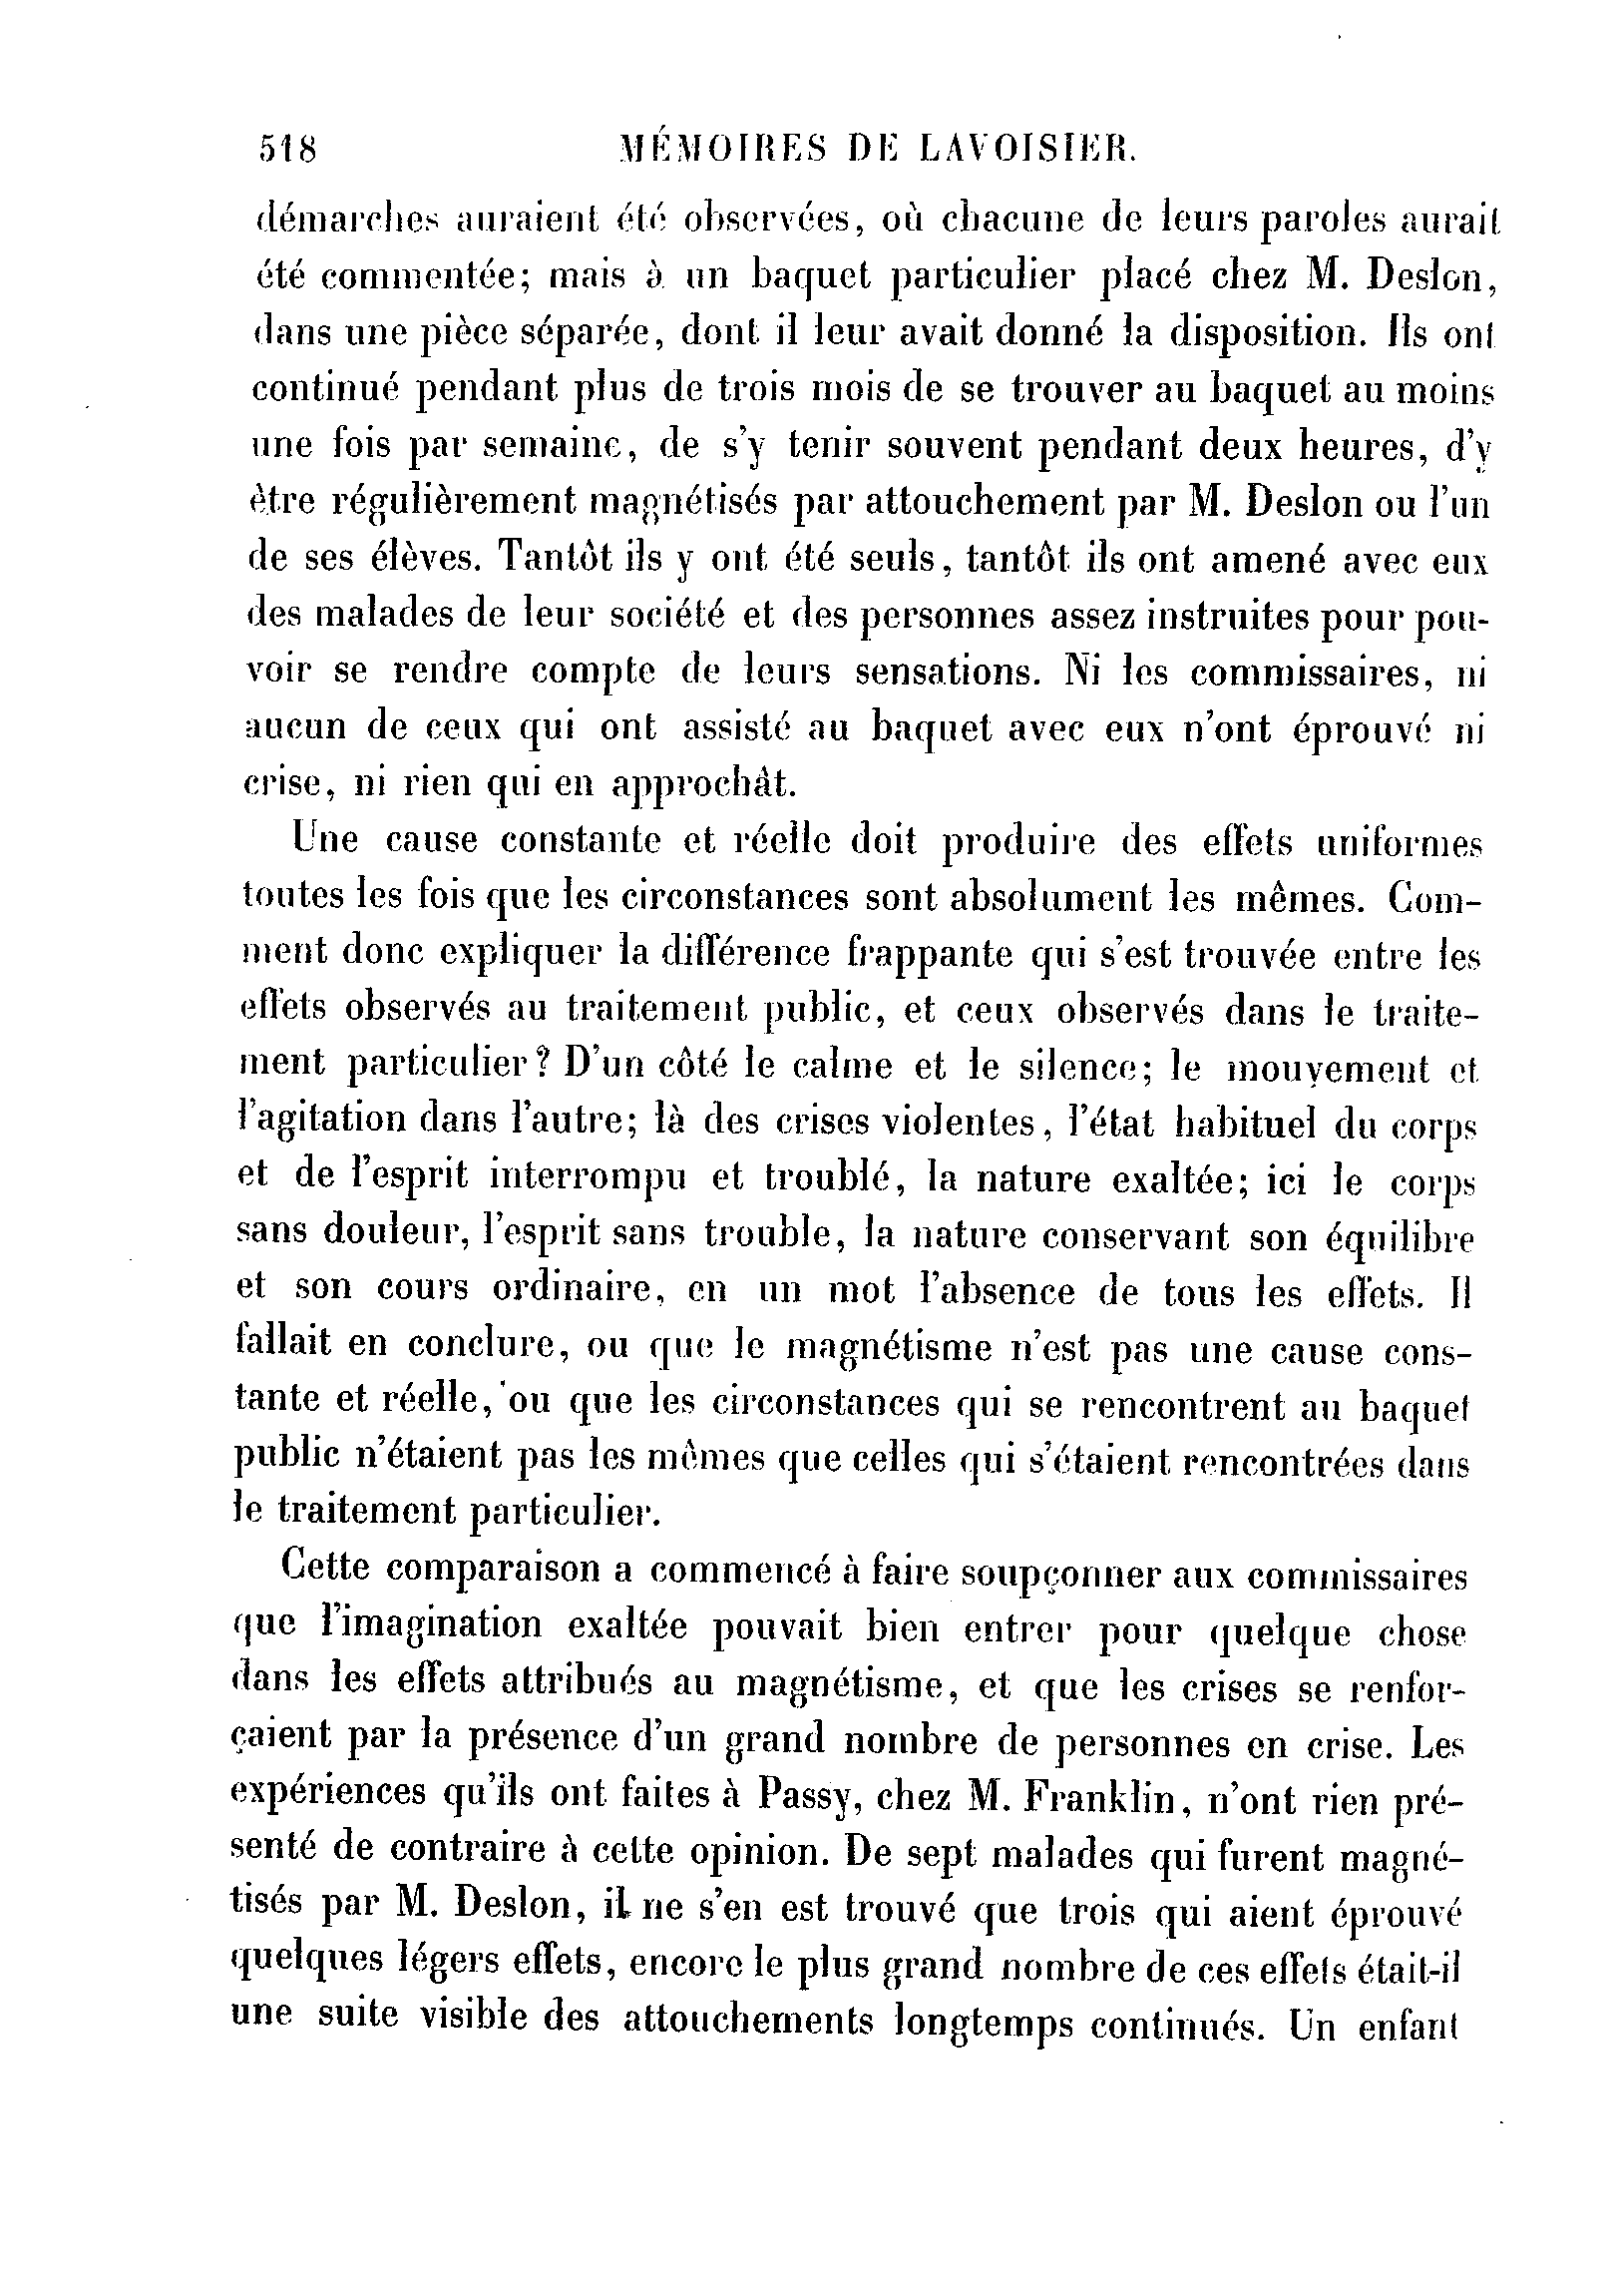 518 MÉMOIRES DE LAVOISIER.
démarches auraient été observées, où chacune de leurs paroles aurait
été commentée; mais à un baquet particulier placé chez M. Deslon,
dans une pièce séparée, dont il leur avait donné la disposition. Ils ont
continué pendant plus de trois mois de se trouver au baquet au moins
une fois par semaine, de s'y tenir souvent pendant deux heures, d'y
être régulièrement magnétisés par attouchement par M. Deslon ou l'un
de ses élèves. Tantôt ils y ont été seuls, tantôt ils ont amené avec eux
des malades de leur société et des personnes assez instruites pour pou-
voir se rendre compte de leurs sensations. Ni les commissaires, ni
aucun de ceux qui ont assisté au baquet avec eux n'ont éprouvé ni
crise, ni rien qui en approchât.
Une cause constante et réelle doit produire des effets uniformes
toutes les fois que les circonstances sont absolument les mêmes. Com-
ment donc expliquer la différence frappante qui s'est trouvée entre les
effets observés au traitement public, et ceux observés dans le traite-
ment particulier? D'un côté le calme et le silence; le mouvement et
l'agitation dans l'autre; là des crises violentes, l'état habituel du corps
et de l'esprit interrompu et troublé, la nature exaltée; ici le corps
sans douleur, l'esprit sans trouble, la nature conservant son équilibre
et son cours ordinaire, en un mot l'absence de tous les effets. Il
fallait en conclure, ou que le magnétisme n'est pas une cause cons-
tante et réelle, ou que les circonstances qui se rencontrent au baquet
public n'étaient pas les mêmes que celles qui s'étaient rencontrées dans
le traitement particulier.
Cette comparaison a commencé à faire soupçonner aux commissaires
que l'imagination exaltée pouvait bien entrer pour quelque chose
dans les effets attribués au magnétisme, et que les crises se renfor-
çaient par la présence d'un grand nombre de personnes en crise. Les
expériences qu'ils ont faites à Passy, chez M. Franklin, n'ont rien pré-
senté de contraire à cette opinion. De sept malades qui furent magné-
tisés par M. Deslon, il ne s'en est trouvé que trois qui aient éprouvé
quelques légers effets, encore le plus grand nombre de ces effets était-il
une suite visible des attouchements longtemps continués. Un enfant